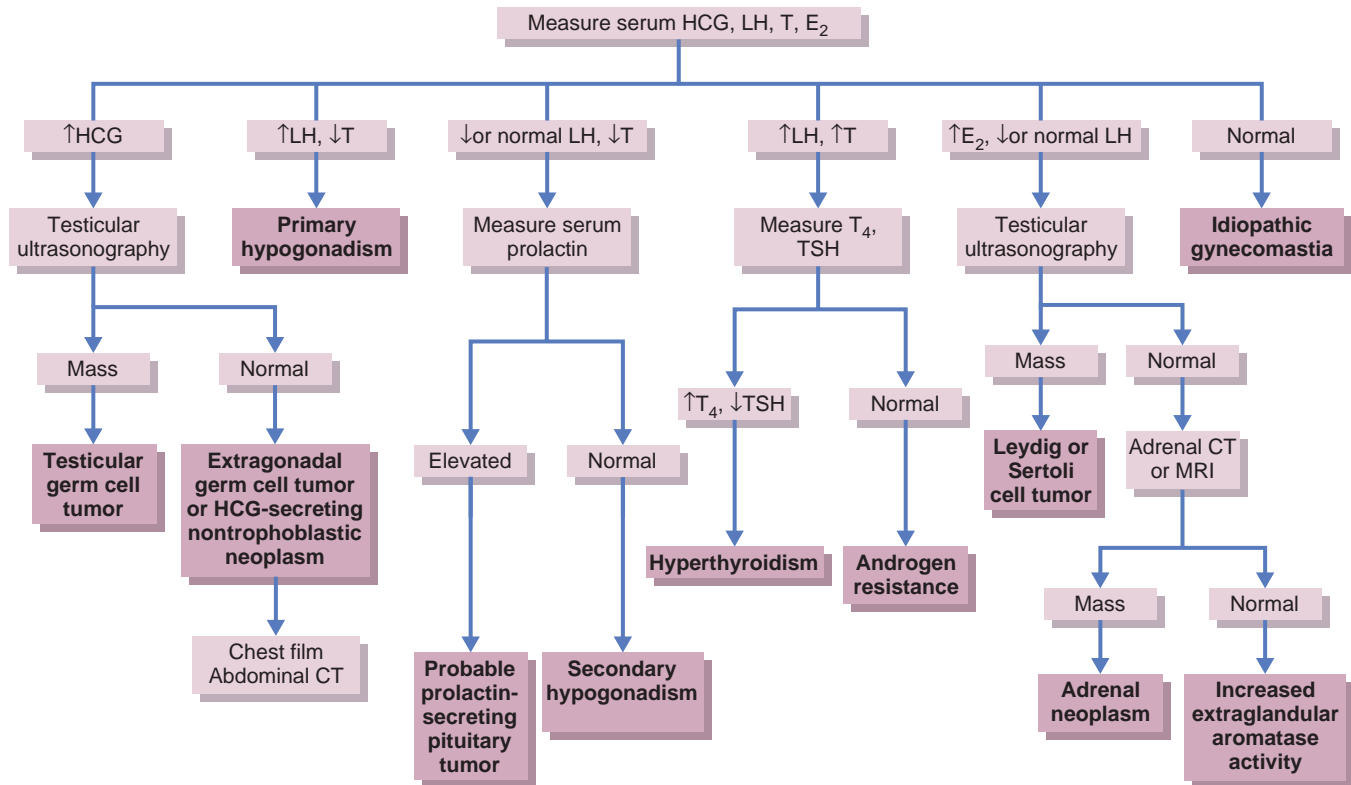 Measure serum HCG, LH, T, E2
↑HCG
↑LH, ↓T
↓or normal LH, ↓T
↑LH, ↑T
↑E2, ↓or normal LH
Normal
Testicular
ultrasonography
Primary
hypogonadism
Measure serum
prolactin
Measure T4,
TSH
Testicular
ultrasonography
Idiopathic
gynecomastia
Mass
Normal
Elevated
Normal
↑T4, ↓TSH
Normal
Mass
Normal
Testicular
germ cell
tumor
Extragonadal
germ cell tumor
or HCG-secreting
nontrophoblastic
neoplasm
Chest film
Abdominal CT
Probable
prolactin-
secreting
pituitary
tumor
Secondary
hypogonadism
Hyperthyroidism
Androgen
resistance
Leydig or
Sertoli
cell tumor
Adrenal CT
or MRI
Mass
Normal
Adrenal
neoplasm
Increased
extraglandular
aromatase
activity